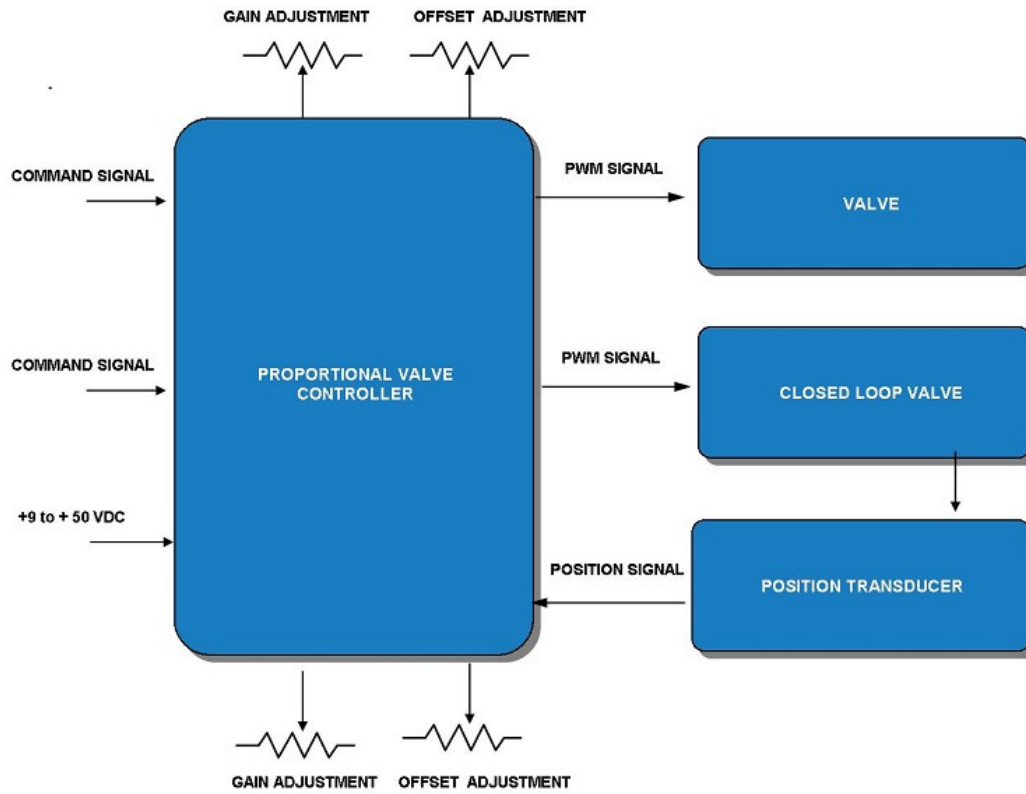 GAIN ADJUSTMENT
OFFSET ADJUSTMENT
COMMAND SIGNAL
PWM SIGNAL
VALVE
COMMAND SIGNAL
PROPORTIONAL VALVE
CONTROLLER
PWM SIGNAL
CLOSED LOOP VALVE
+9 to + 50 VDC
POSITION SIGNAL
POSITION TRANSDUCER
GAIN ADJUSTMENT
OFFSET ADJUSTMENT